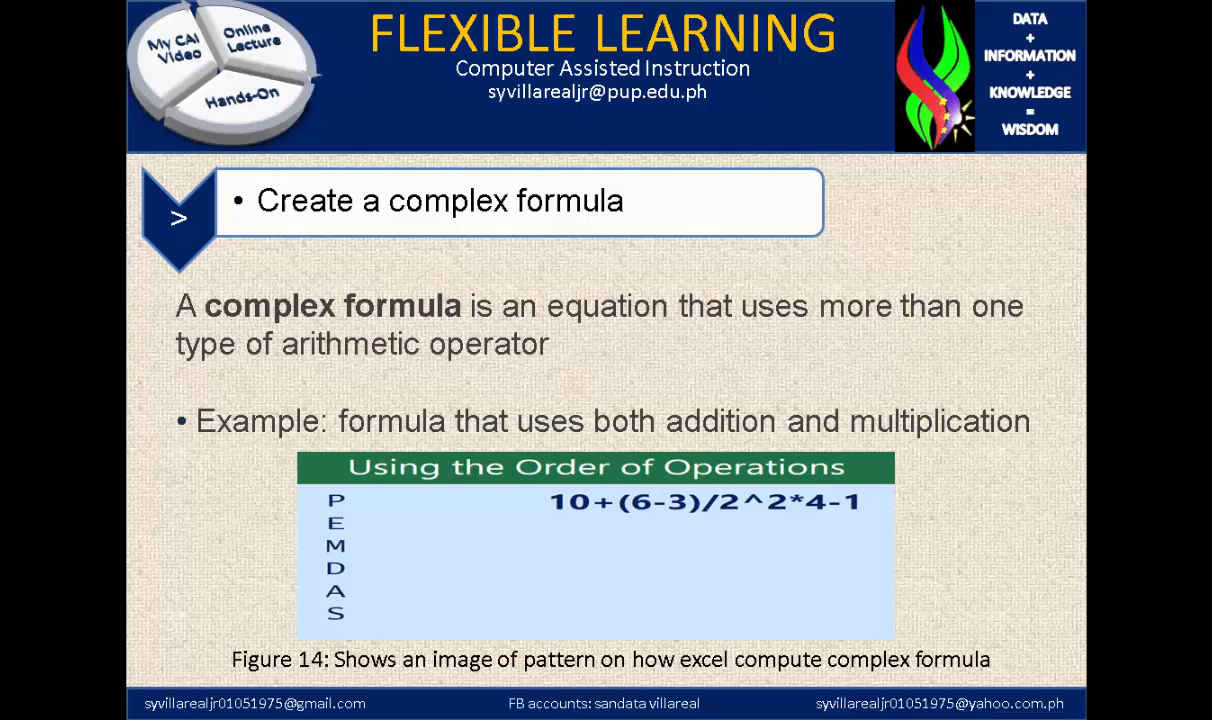 My CAI
Video
Online
Lecture
Hands-On
FLEXIBLE LEARNING
Computer Assisted Instruction
syvillarealjr@pup.edu.ph
DATA
+
INFORMATION
+
KNOWLEDGE
=
WISDOM
>
• Create a complex formula
A complex formula is an equation that uses more than one
type of arithmetic operator
• Example: formula that uses both addition and multiplication
Using the Order of Operations
P 10+(6-3)/2^2*4-1
E
M
D
A
S
Figure 14: Shows an image of pattern on how excel compute complex formula
syvillarealjr01051975@gmail.com FB accounts: sandata villareal syvillarealjr01051975@yahoo.com.ph